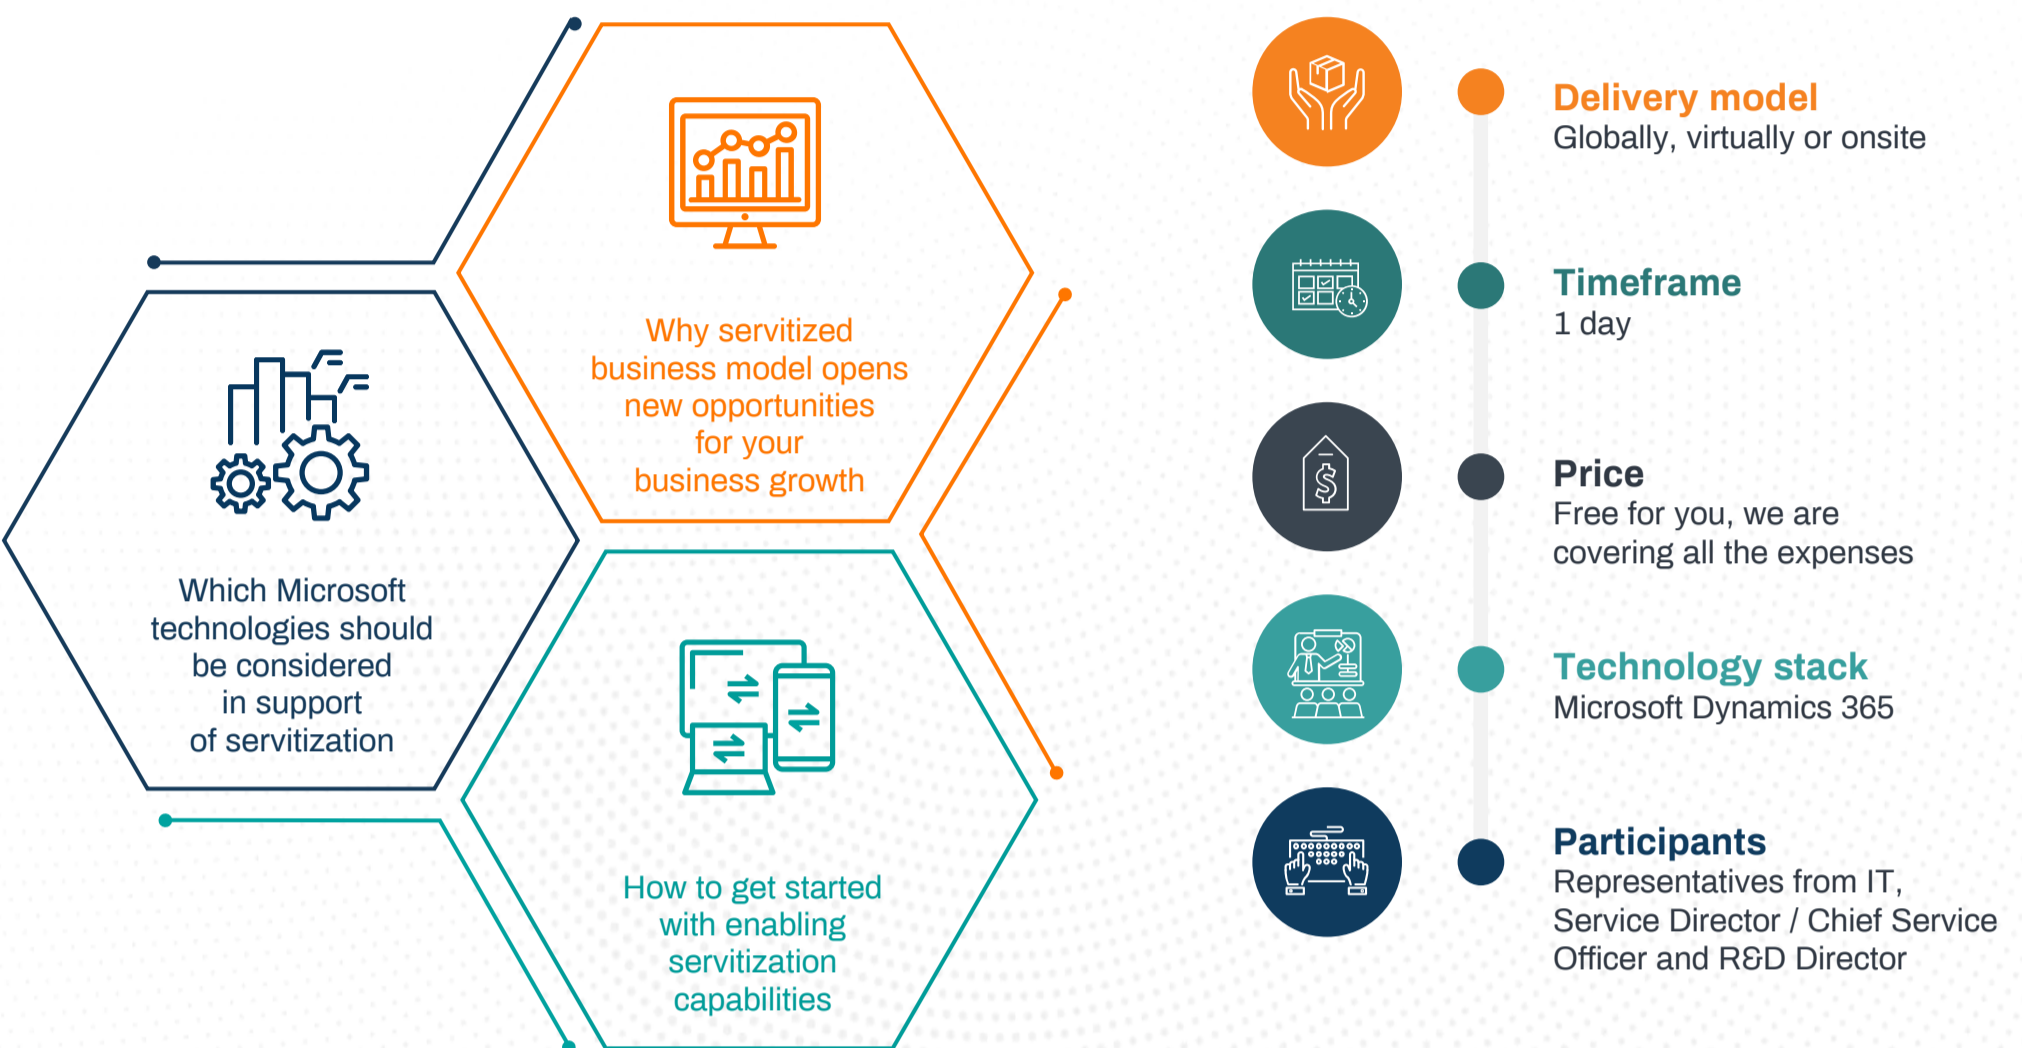 Why servitized
business model opens
new opportunities
for your
business growth
Which Microsoft
technologies should
be considered
in support
of servitization
How to get started
with enabling
servitization
capabilities
Delivery model
Globally, virtually or onsite
Timeframe
1 day
Price
Free for you, we are
covering all the expenses
Technology stack
Microsoft Dynamics 365
Participants
Representatives from IT,
Service Director / Chief Service
Officer and R&D Director